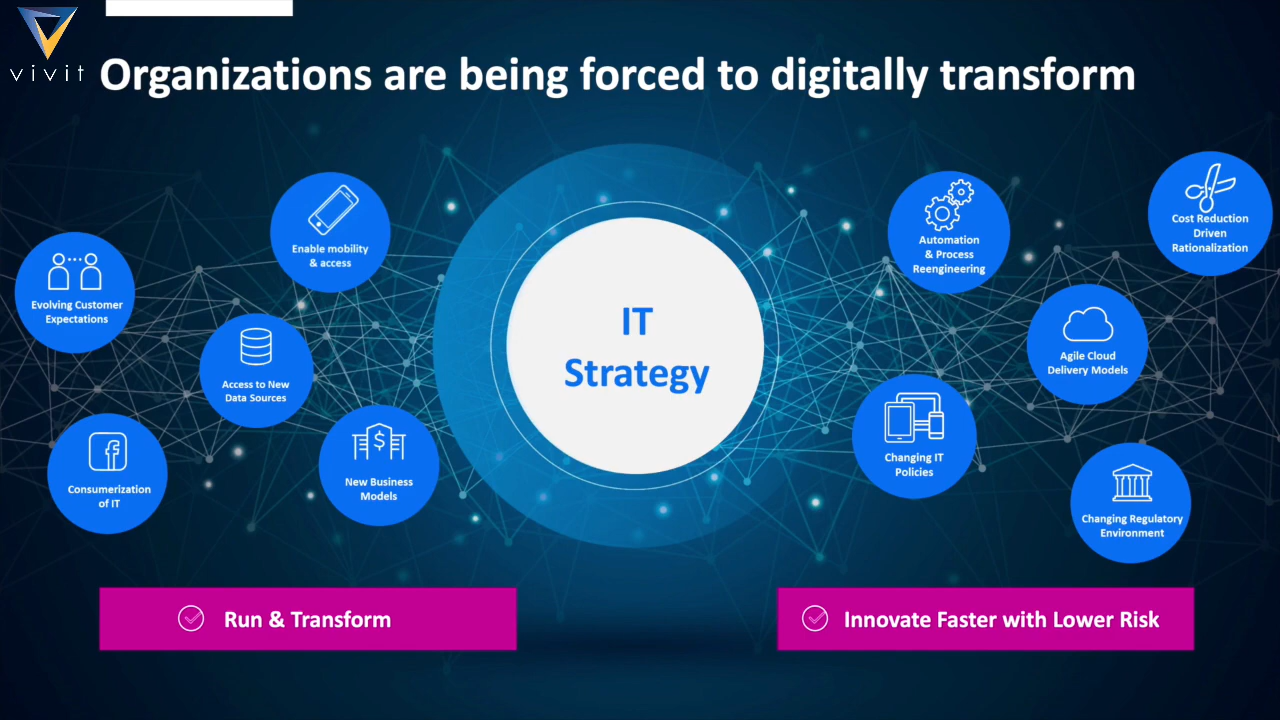 vivit
Organizations are being forced to digitally transform
Evolving Customer
Expectations
Enable mobility
& access
Access to New
Data Sources
Consumerization
of IT
New Business
Models
IT
Strategy
Automation
& Process
Reengineering
Cost Reduction
Driven
Rationalization
Agile Cloud
Delivery Models
Changing IT
Policies
Changing Regulatory
Environment
Run & Transform
Innovate Faster with Lower Risk